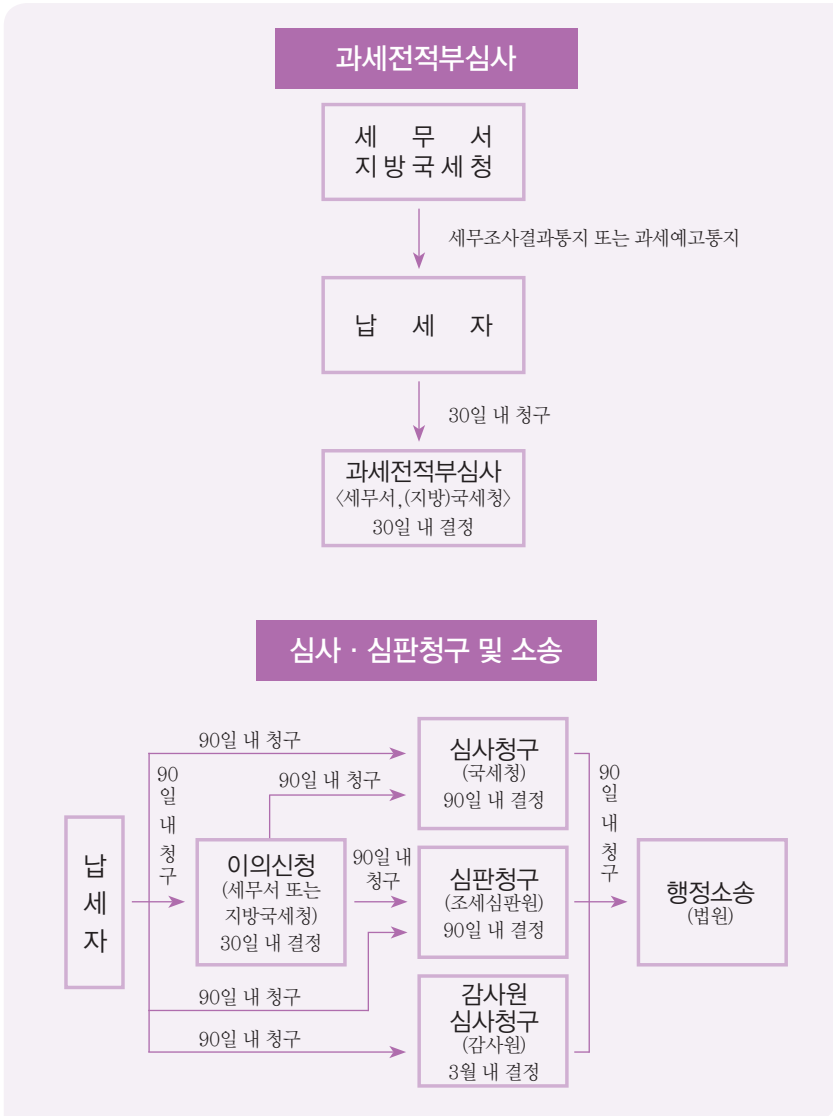 과세전적부심사
세 무 서
지방국세청
세무조사결과통지 또는 과세예고통지
납 세 자
30일 내 청구
과세전적부심사
〈세무서,(지방)국세청〉
30일 내 결정
심사 · 심판청구 및 소송
90일 내 청구
심사청구
(국세청)
90일 내 결정
90일 내 청구
90
일
내
청
구
90
일
내
청
구
납
세
자
이의신청
(세무서 또는
지방국세청)
30일 내 결정
90일 내
청구
심판청구
(조세심판원)
90일 내 결정
행정소송
(법원)
90일 내 청구
90일 내 청구
감사원
심사청구
(감사원)
3월 내 결정